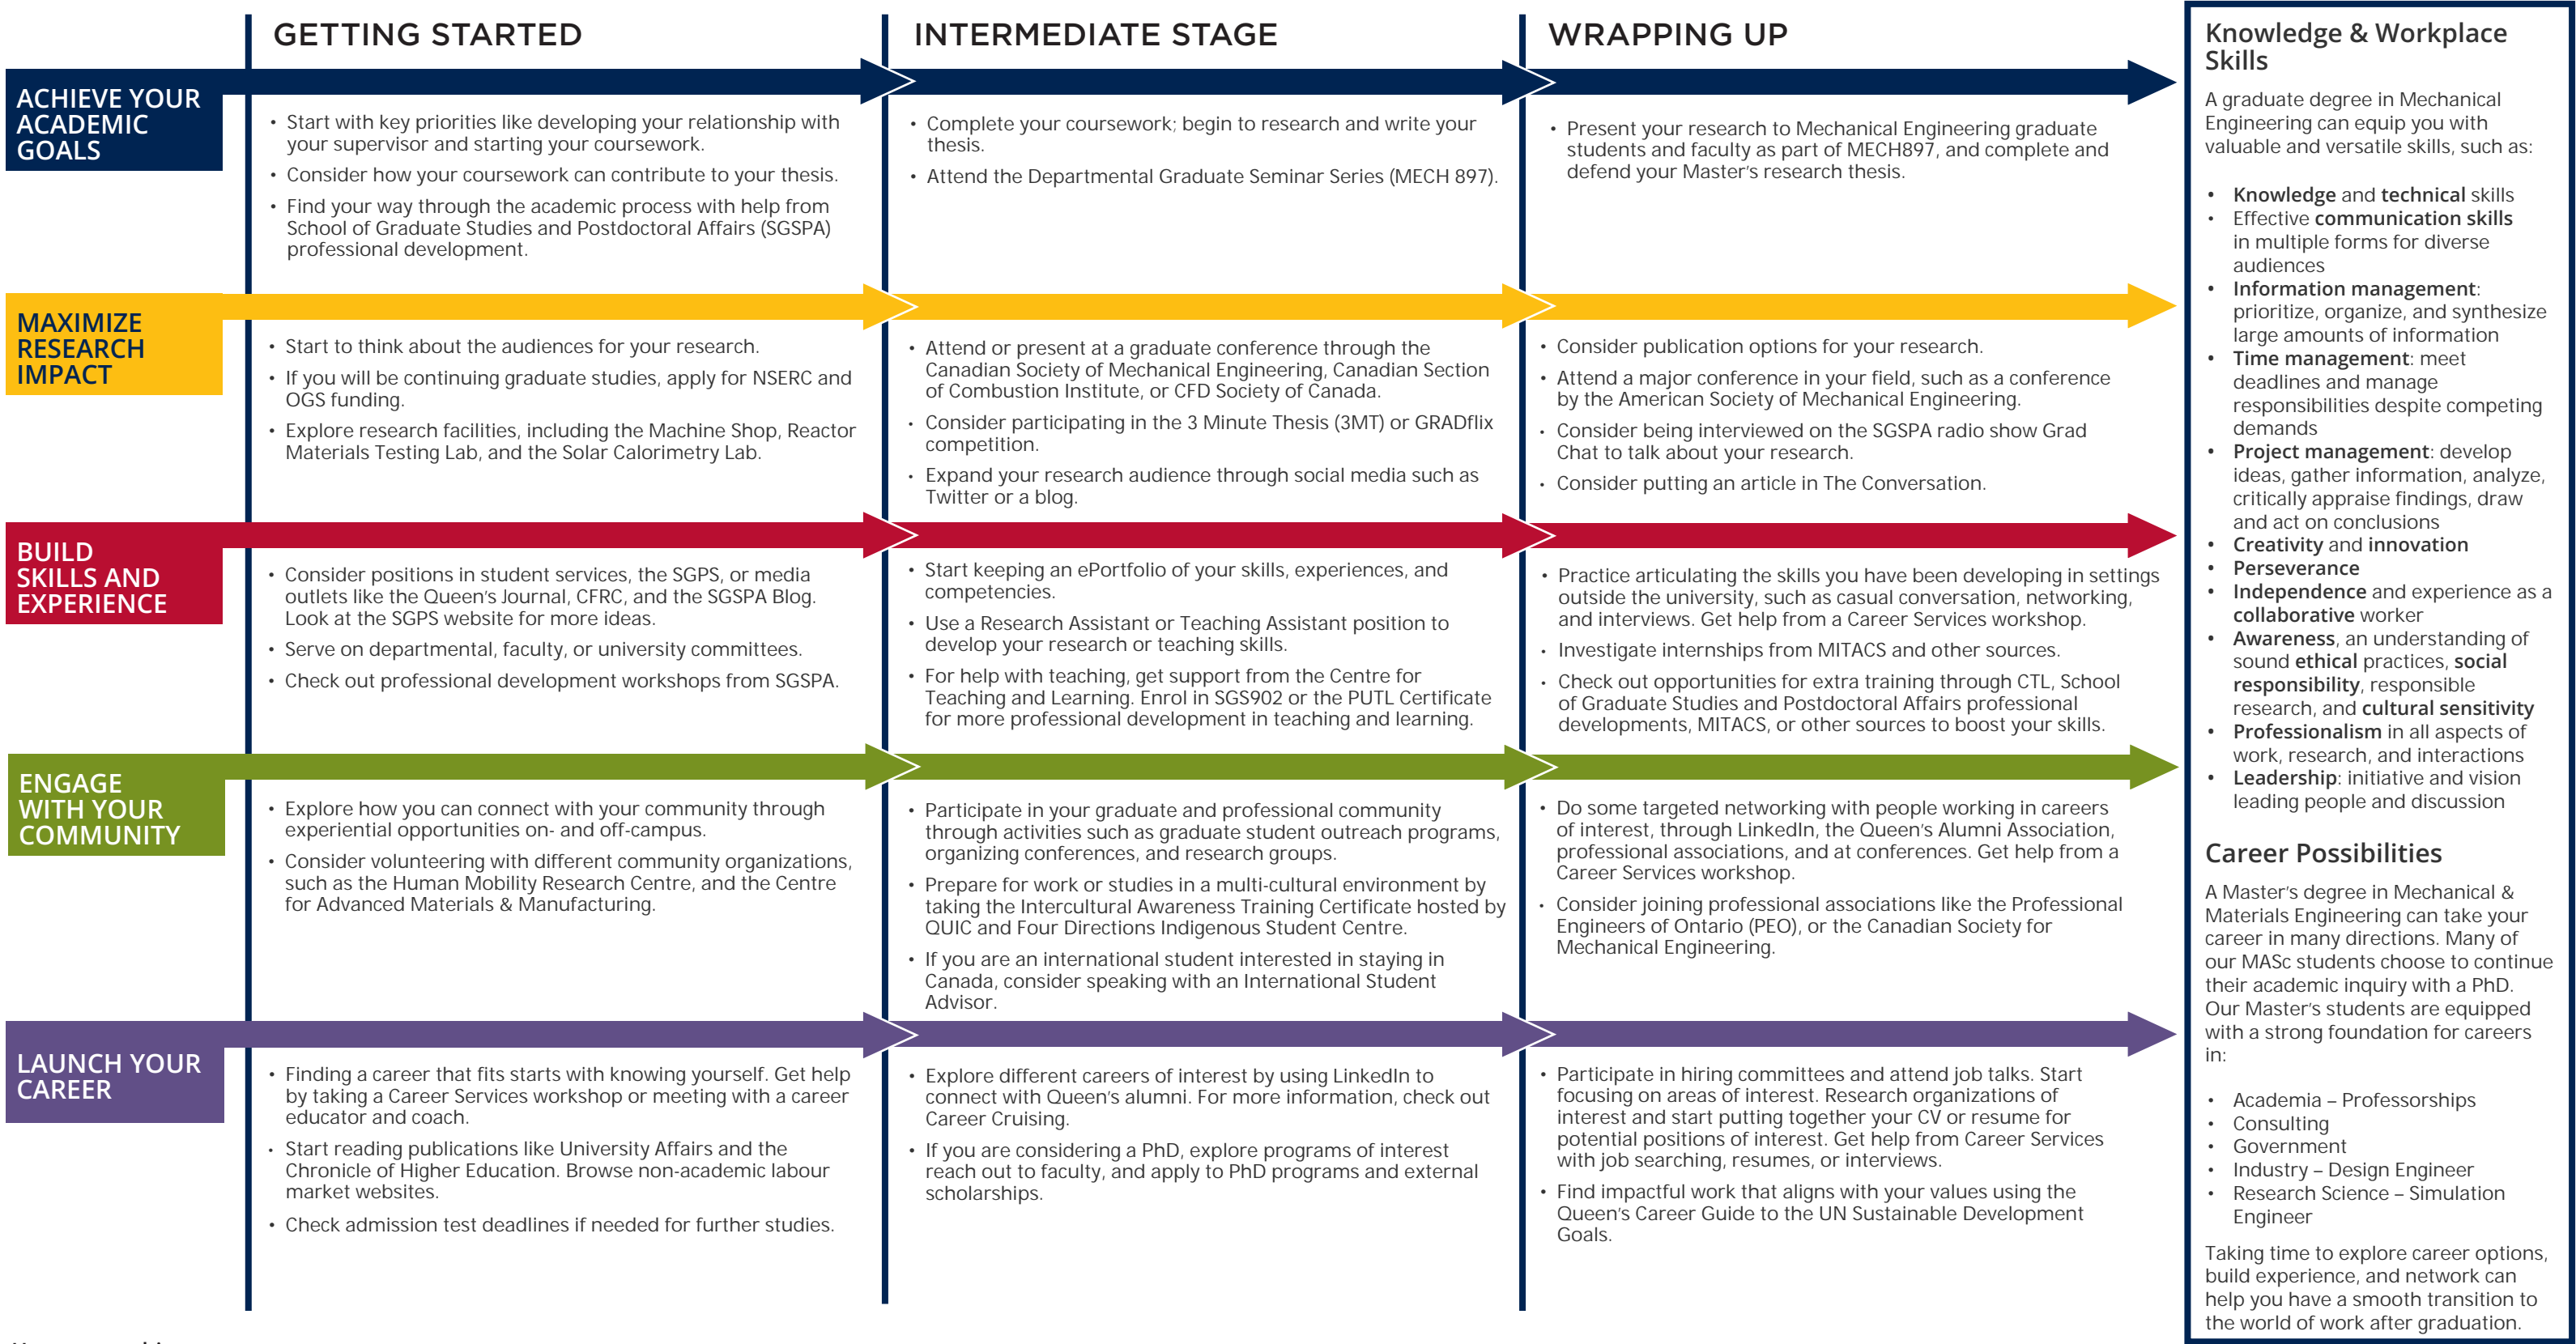 GETTING STARTED
INTERMEDIATE STAGE
WRAPPING UP
ACHIEVE YOUR
ACADEMIC
GOALS
• Start with key priorities like developing your relationship with
your supervisor and starting your coursework.
• Consider how your coursework can contribute to your thesis.
• Find your way through the academic process with help from
School of Graduate Studies and Postdoctoral Affairs (SGSPA)
professional development.
• Complete your coursework; begin to research and write your
thesis.
• Attend the Departmental Graduate Seminar Series (MECH 897).
• Present your research to Mechanical Engineering graduate
students and faculty as part of MECH897, and complete and
defend your Master's research thesis.
MAXIMIZE
RESEARCH
IMPACT
• Start to think about the audiences for your research.
• If you will be continuing graduate studies, apply for NSERC and
OGS funding.
• Explore research facilities, including the Machine Shop, Reactor
Materials Testing Lab, and the Solar Calorimetry Lab.
• Attend or present at a graduate conference through the
Canadian Society of Mechanical Engineering, Canadian Section
of Combustion Institute, or CFD Society of Canada.
• Consider participating in the 3 Minute Thesis (3MT) or GRADflix
competition.
• Expand your research audience through social media such as
Twitter or a blog.
• Consider publication options for your research.
• Attend a major conference in your field, such as a conference
by the American Society of Mechanical Engineering.
• Consider being interviewed on the SGSPA radio show Grad
Chat to talk about your research.
• Consider putting an article in The Conversation.
BUILD
SKILLS AND
EXPERIENCE
• Consider positions in student services, the SGPS, or media
outlets like the Queen's Journal, CFRC, and the SGSPA Blog.
Look at the SGPS website for more ideas.
• Serve on departmental, faculty, or university committees.
• Check out professional development workshops from SGSPA.
• Start keeping an ePortfolio of your skills, experiences, and
competencies.
• Use a Research Assistant or Teaching Assistant position to
develop your research or teaching skills.
• For help with teaching, get support from the Centre for
Teaching and Learning. Enrol in SGS902 or the PUTL Certificate
for more professional development in teaching and learning.
• Practice articulating the skills you have been developing in settings
outside the university, such as casual conversation, networking,
and interviews. Get help from a Career Services workshop.
• Investigate internships from MITACS and other sources.
• Check out opportunities for extra training through CTL, School
of Graduate Studies and Postdoctoral Affairs professional
developments, MITACS, or other sources to boost your skills.
ENGAGE
WITH YOUR
COMMUNITY
• Explore how you can connect with your community through
experiential opportunities on- and off-campus.
• Consider volunteering with different community organizations,
such as the Human Mobility Research Centre, and the Centre
for Advanced Materials & Manufacturing.
• Participate in your graduate and professional community
through activities such as graduate student outreach programs,
organizing conferences, and research groups.
• Prepare for work or studies in a multi-cultural environment by
taking the Intercultural Awareness Training Certificate hosted by
QUIC and Four Directions Indigenous Student Centre.
• If you are an international student interested in staying in
Canada, consider speaking with an International Student
Advisor.
• Do some targeted networking with people working in careers
of interest, through LinkedIn, the Queen's Alumni Association,
professional associations, and at conferences. Get help from a
Career Services workshop.
• Consider joining professional associations like the Professional
Engineers of Ontario (PEO), or the Canadian Society for
Mechanical Engineering.
LAUNCH YOUR
CAREER
• Finding a career that fits starts with knowing yourself. Get help
by taking a Career Services workshop or meeting with a career
educator and coach.
• Start reading publications like University Affairs and the
Chronicle of Higher Education. Browse non-academic labour
market websites.
• Check admission test deadlines if needed for further studies.
• Explore different careers of interest by using LinkedIn to
connect with Queen's alumni. For more information, check out
Career Cruising.
• If you are considering a PhD, explore programs of interest
reach out to faculty, and apply to PhD programs and external
scholarships.
• Participate in hiring committees and attend job talks. Start
focusing on areas of interest. Research organizations of
interest and start putting together your CV or resume for
potential positions of interest. Get help from Career Services
with job searching, resumes, or interviews.
• Find impactful work that aligns with your values using the
Queen's Career Guide to the UN Sustainable Development
Goals.
Knowledge & Workplace
Skills
A graduate degree in Mechanical
Engineering can equip you with
valuable and versatile skills, such as:
• Knowledge and technical skills
• Effective communication skills
in multiple forms for diverse
audiences
• Information management:
prioritize, organize, and synthesize
large amounts of information
• Time management: meet
deadlines and manage
responsibilities despite competing
demands
• Project management: develop
ideas, gather information, analyze,
critically appraise findings, draw
and act on conclusions
• Creativity and innovation
• Perseverance
• Independence and experience as a
collaborative worker
• Awareness, an understanding of
sound ethical practices, social
responsibility, responsible
research, and cultural sensitivity
• Professionalism in all aspects of
work, research, and interactions
• Leadership: initiative and vision
leading people and discussion
Career Possibilities
A Master's degree in Mechanical &
Materials Engineering can take your
career in many directions. Many of
our MASc students choose to continue
their academic inquiry with a PhD.
Our Master's students are equipped
with a strong foundation for careers
in:
• Academia – Professorships
• Consulting
• Government
• Industry – Design Engineer
• Research Science – Simulation
Engineer
Taking time to explore career options,
build experience, and network can
help you have a smooth transition to
the world of work after graduation.